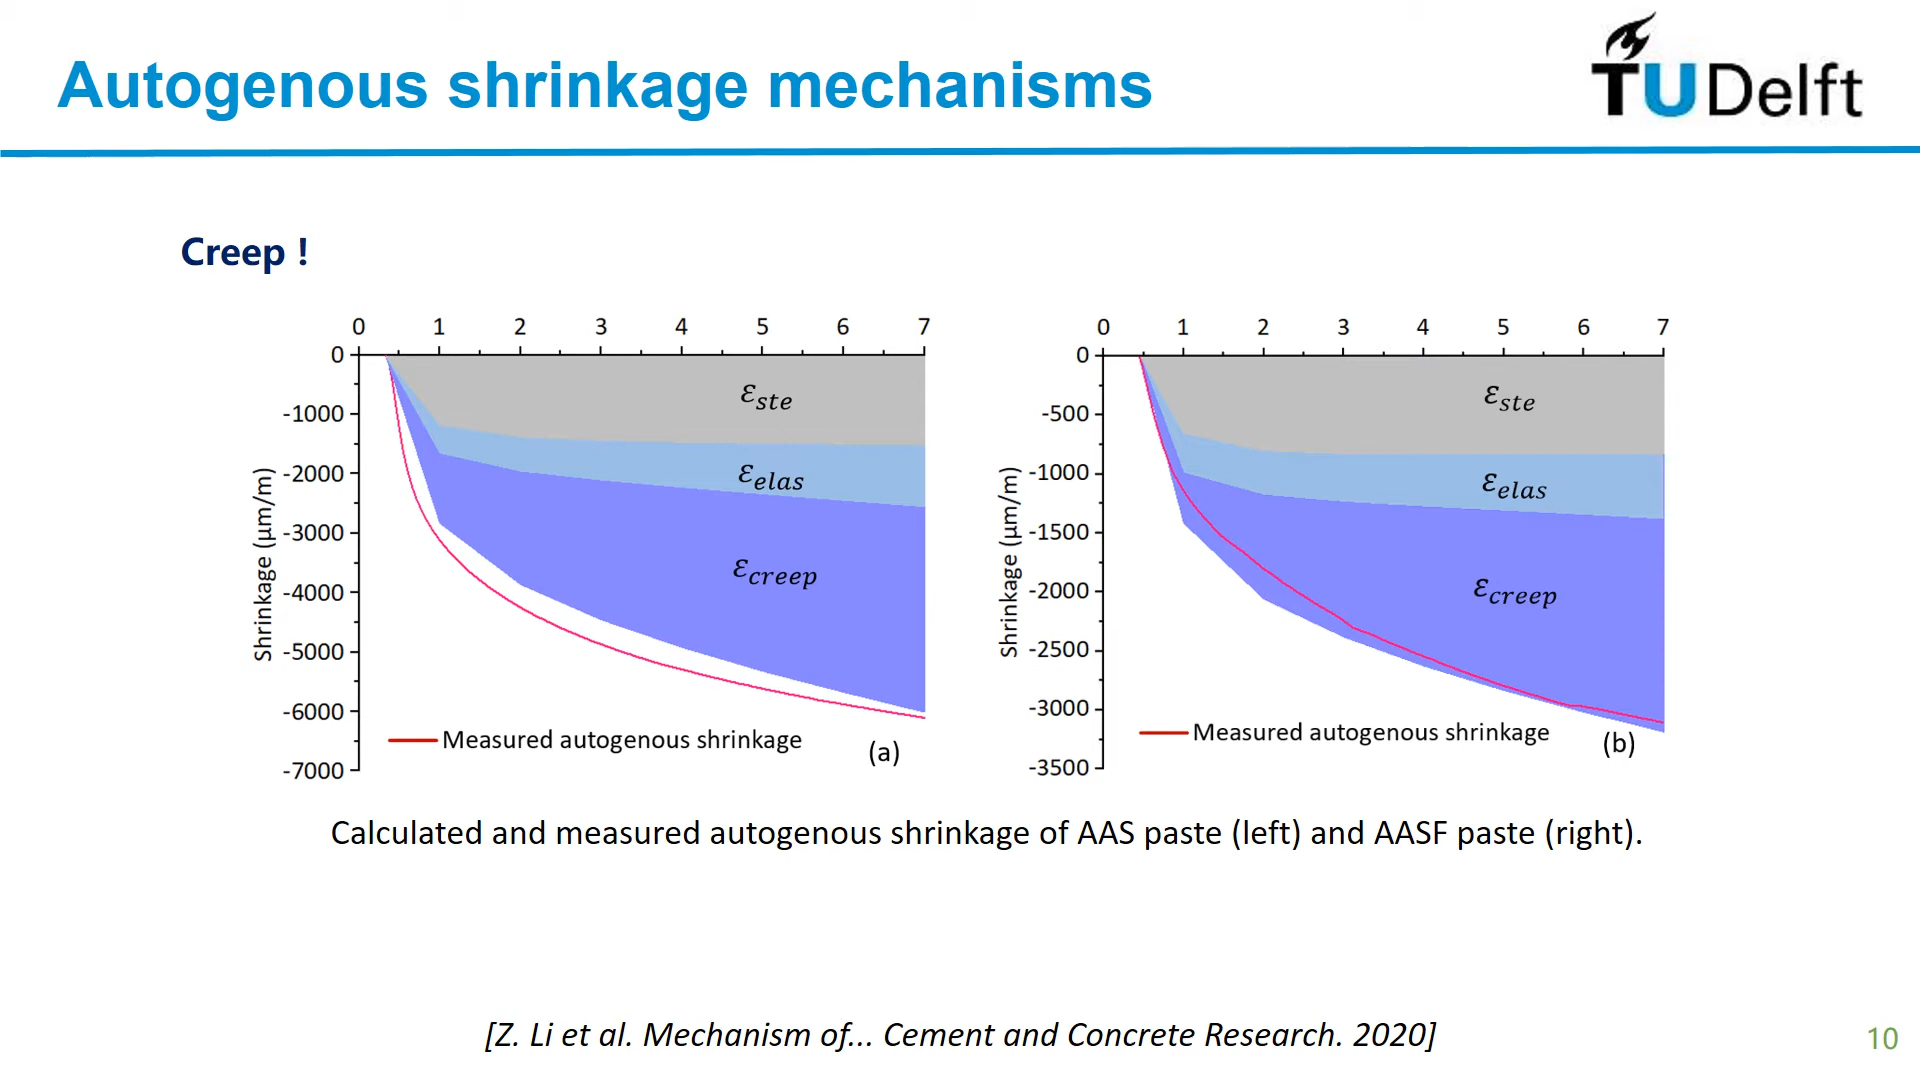 Autogenous shrinkage mechanisms
TU Delft
Creep !
0 1 2 3 4 5 6 7
0
-1000
-2000
-3000
-4000
-5000
-6000
-7000
Shrinkage (μm/m)
εste
εelas
εcreep
Measured autogenous shrinkage
(a)
0 1 2 3 4 5 6 7
0
-500
-1000
-1500
-2000
-2500
-3000
-3500
Shrinkage (μm/m)
εste
εelas
εcreep
Measured autogenous shrinkage
(b)
Calculated and measured autogenous shrinkage of AAS paste (left) and AASF paste (right).
[Z. Li et al. Mechanism of... Cement and Concrete Research. 2020]
10